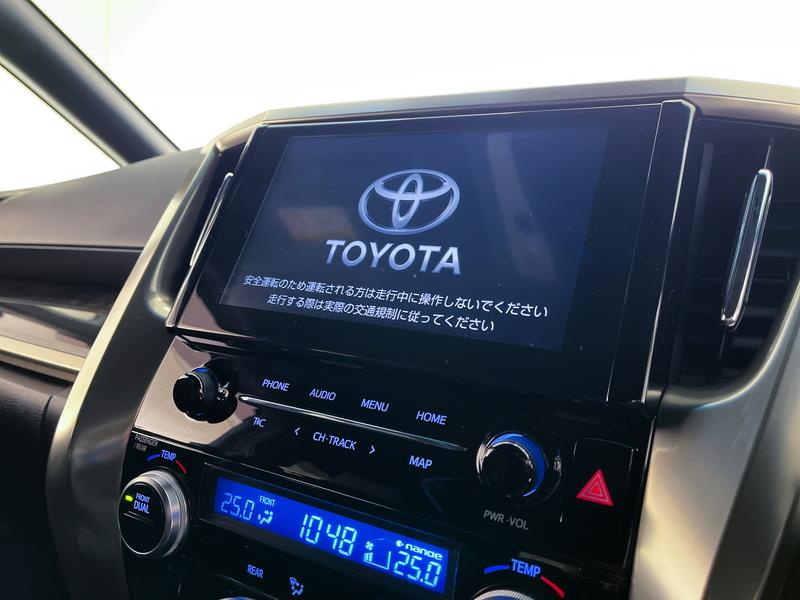 TOYOTA
安全運転のため運転される方は走行中に操作しないでください
走行する際は実際の交通規制に従ってください
PHONE AUDIO MENU HOME
TRC CH·TRACK MAP
PWR·VOL
PASSENGER
/REAR
TEMP
FRONT
DUAL
25.0 FRONT 10:48 nanoe 25.0
REAR
TEMP